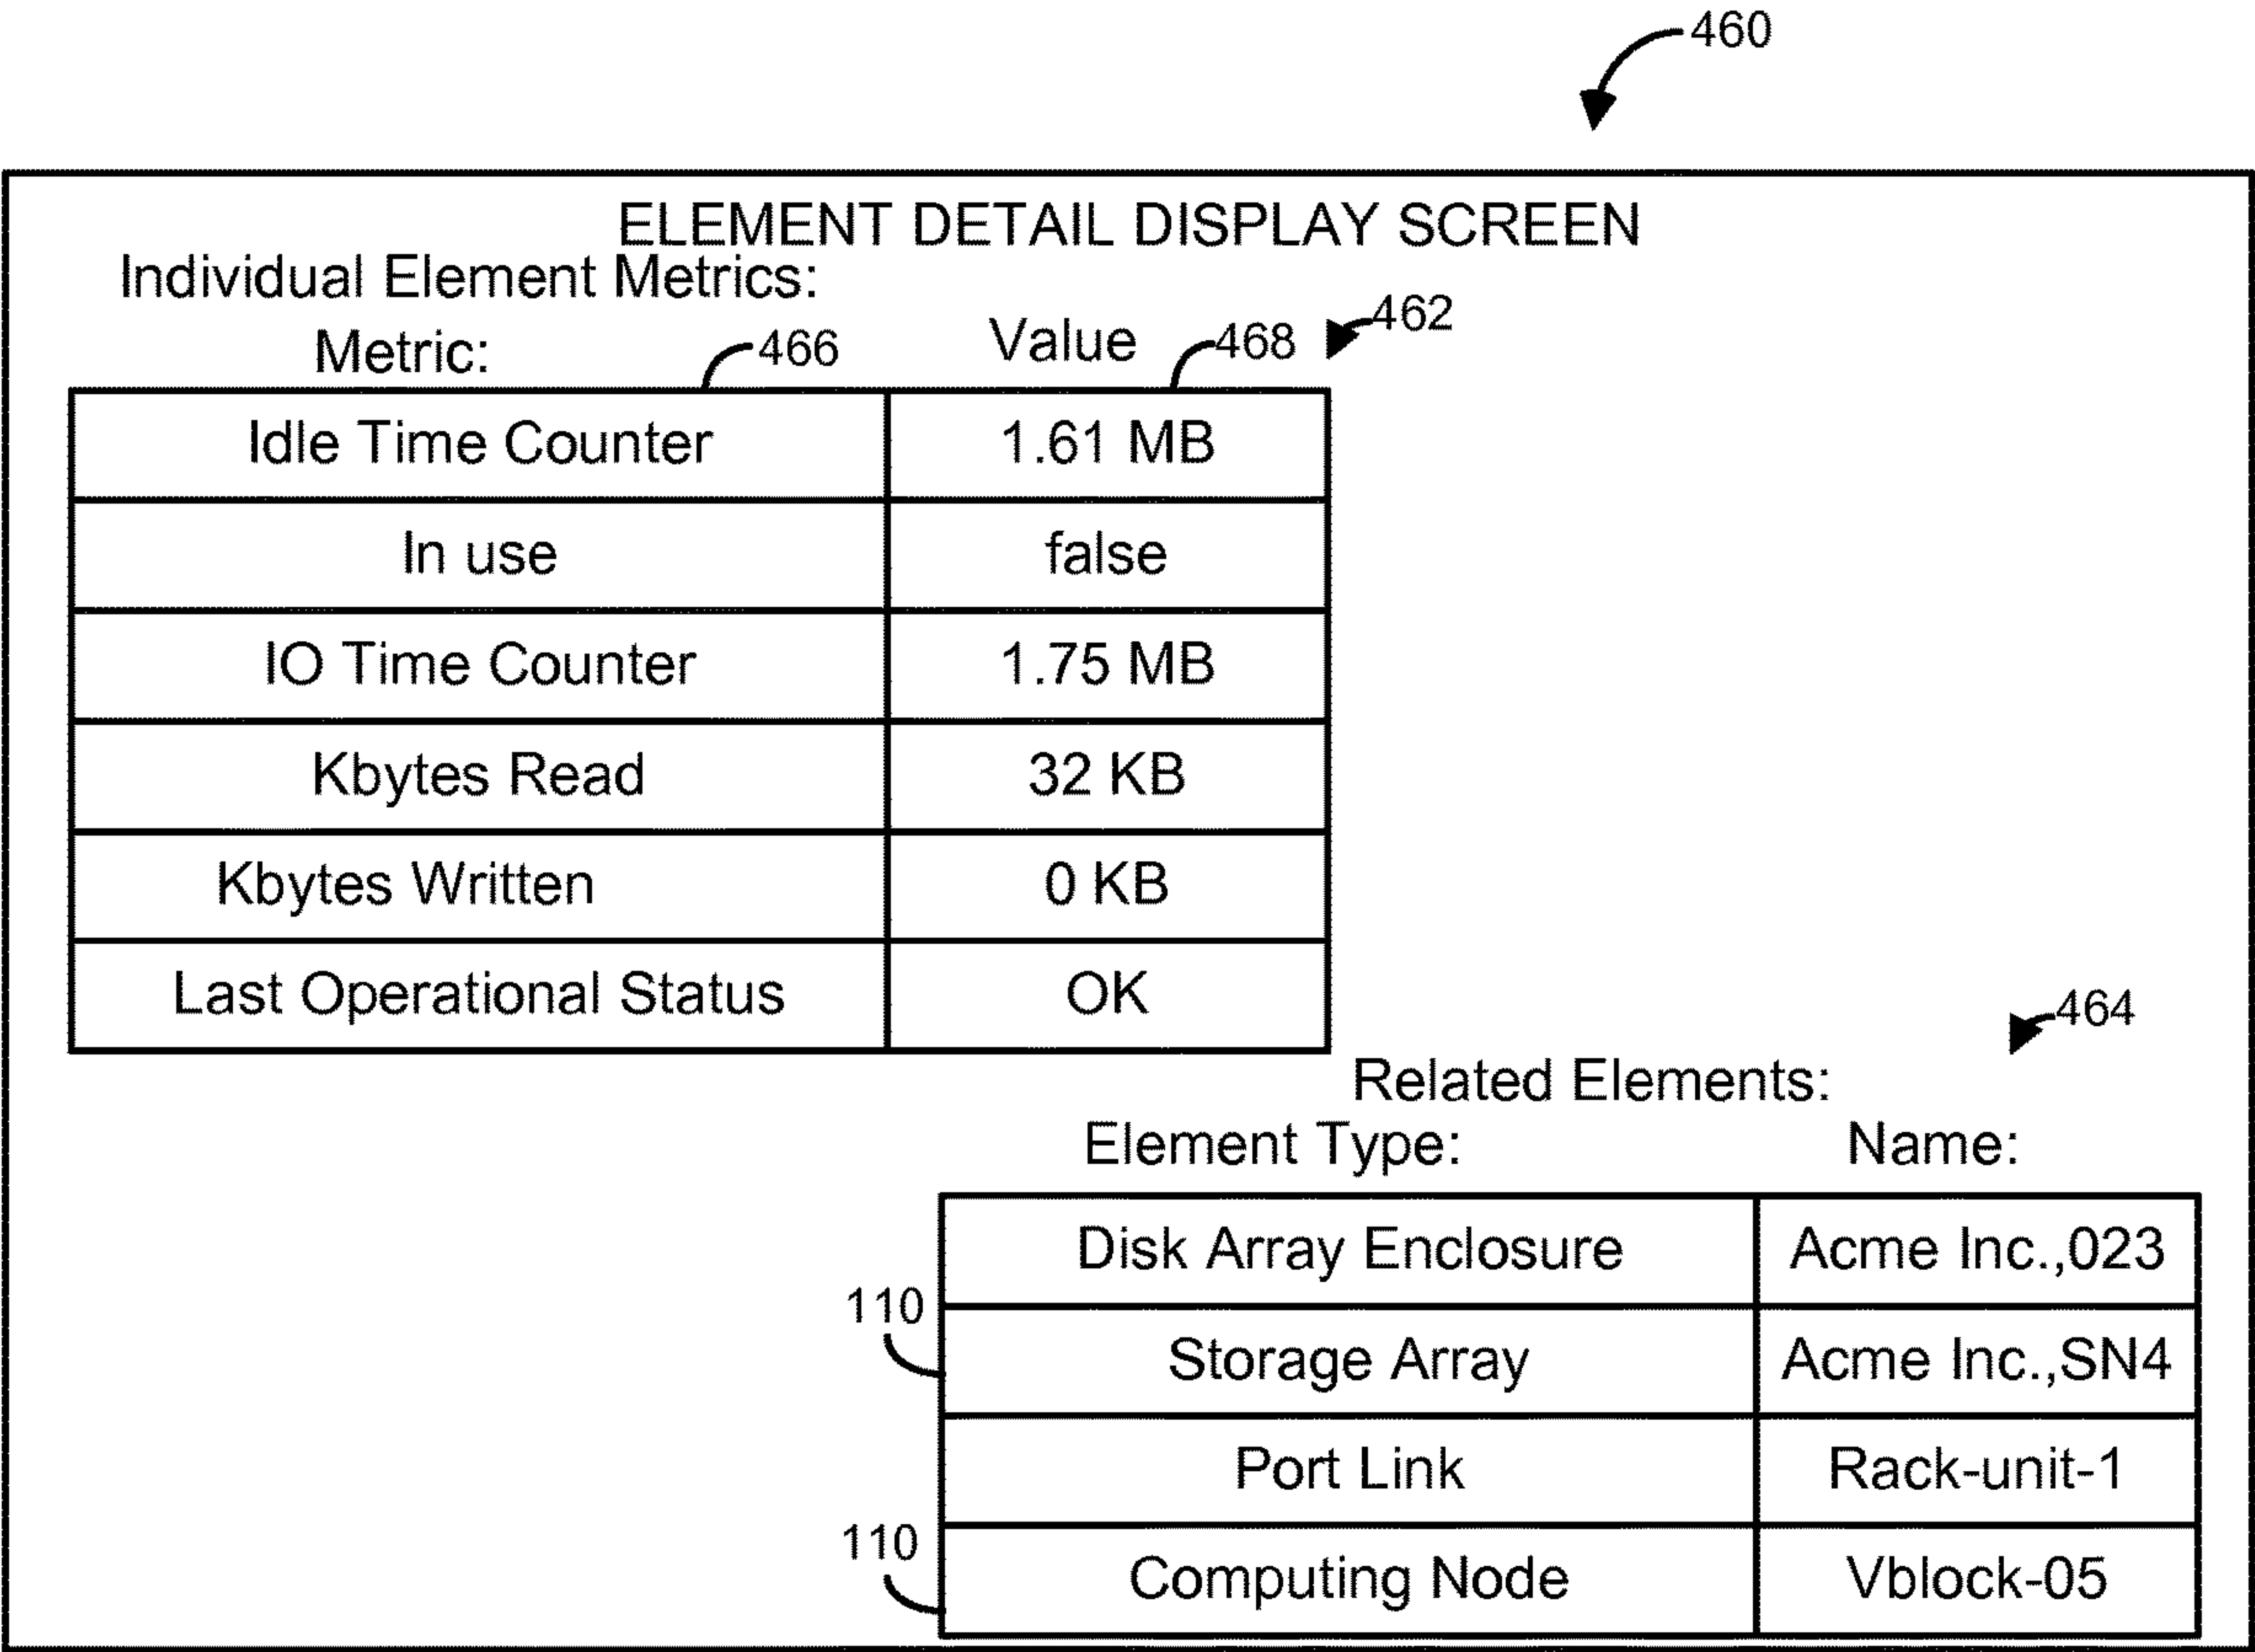 460
ELEMENT DETAIL DISPLAY SCREEN
Individual Element Metrics:
Metric: 466 Value 468 462
Idle Time Counter 1.61 MB
In use false
IO Time Counter 1.75 MB
Kbytes Read 32 KB
Kbytes Written 0 KB
Last Operational Status OK
464
Related Elements:
Element Type: Name:
Disk Array Enclosure Acme Inc.,023
110
Storage Array Acme Inc.,SN4
Port Link Rack-unit-1
110
Computing Node Vblock-05